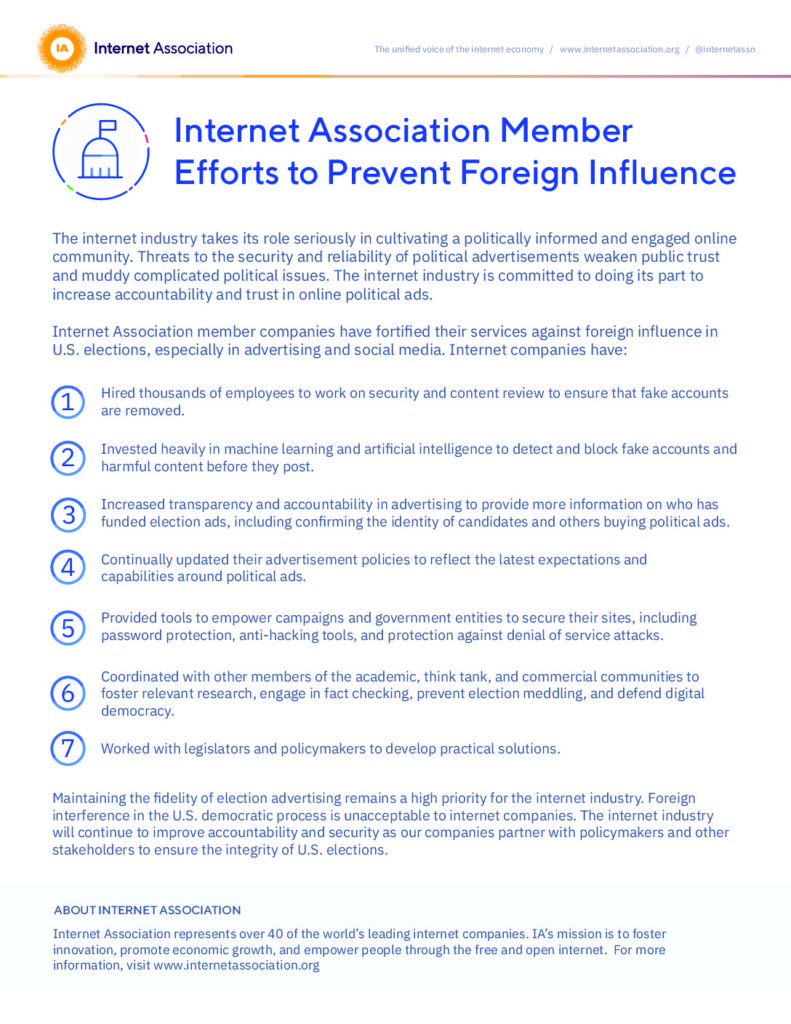 IA Internet Association
The unified voice of the internet economy / www.internetassociation.org / @internetassn
Internet Association Member
Efforts to Prevent Foreign Influence
The internet industry takes its role seriously in cultivating a politically informed and engaged online
community. Threats to the security and reliability of political advertisements weaken public trust
and muddy complicated political issues. The internet industry is committed to doing its part to
increase accountability and trust in online political ads.
Internet Association member companies have fortified their services against foreign influence in
U.S. elections, especially in advertising and social media. Internet companies have:
1 Hired thousands of employees to work on security and content review to ensure that fake accounts
are removed.
2 Invested heavily in machine learning and artificial intelligence to detect and block fake accounts and
harmful content before they post.
3 Increased transparency and accountability in advertising to provide more information on who has
funded election ads, including confirming the identity of candidates and others buying political ads.
4 Continually updated their advertisement policies to reflect the latest expectations and
capabilities around political ads.
5 Provided tools to empower campaigns and government entities to secure their sites, including
password protection, anti-hacking tools, and protection against denial of service attacks.
6 Coordinated with other members of the academic, think tank, and commercial communities to
foster relevant research, engage in fact checking, prevent election meddling, and defend digital
democracy.
7 Worked with legislators and policymakers to develop practical solutions.
Maintaining the fidelity of election advertising remains a high priority for the internet industry. Foreign
interference in the U.S. democratic process is unacceptable to internet companies. The internet industry
will continue to improve accountability and security as our companies partner with policymakers and other
stakeholders to ensure the integrity of U.S. elections.
ABOUT INTERNET ASSOCIATION
Internet Association represents over 40 of the world's leading internet companies. IA's mission is to foster
innovation, promote economic growth, and empower people through the free and open internet. For more
information, visit www.internetassociation.org